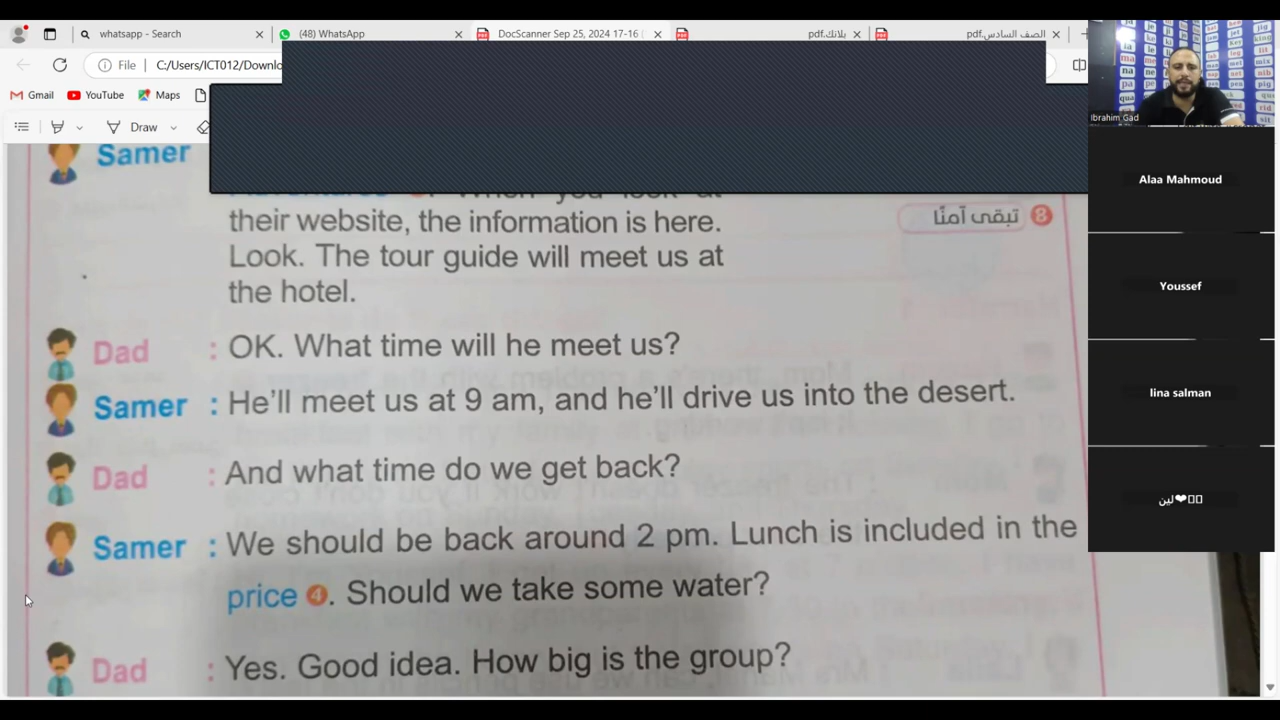 whatsapp - Search
(48) WhatsApp
DocScanner Sep 25, 2024 17-16
بلانك.pdf
الصف السادس.pdf
File C:/Users/ICT012/Downlo
Gmail YouTube Maps
Draw
Ibrahim Gad
Alaa Mahmoud
Youssef
lina salman
لين❤
Samer
their website, the information is here.
Look. The tour guide will meet us at
the hotel.
8 تبقى آمنًا
Dad : OK. What time will he meet us?
Samer : He'll meet us at 9 am, and he'll drive us into the desert.
Dad : And what time do we get back?
Samer : We should be back around 2 pm. Lunch is included in the
price 4. Should we take some water?
Dad : Yes. Good idea. How big is the group?